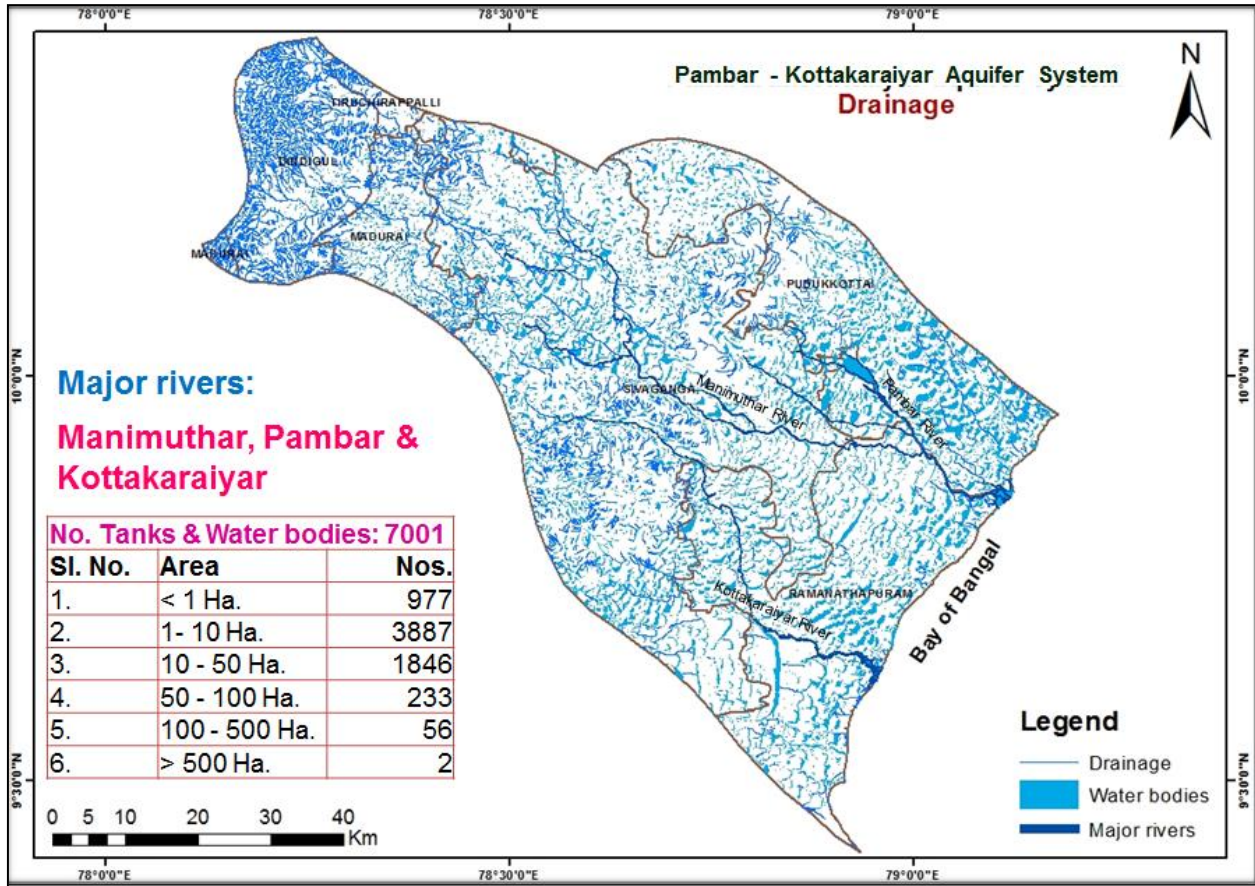 78°0'0"E 78°30'0"E 79°0'0"E
Pambar - Kottakaraiyar Aquifer System
Drainage
N
TIRUCHIRAPPALLI
DINDIGUL
MADURAI
MADURAI
PUDUKKOTTAI
10°0'0"N
10°0'0"N
SIVAGANGA
Manimuthar River
Pambar River
Major rivers:
Manimuthar, Pambar &
Kottakaraiyar
No. Tanks & Water bodies: 7001
Sl. No. Area Nos.
1. < 1 Ha. 977
2. 1- 10 Ha. 3887
3. 10 - 50 Ha. 1846
4. 50 - 100 Ha. 233
5. 100 - 500 Ha. 56
6. > 500 Ha. 2
RAMANATHAPURAM
Kottakaraiyar River
Bay of Bangal
Legend
Drainage
Water bodies
Major rivers
9°30'0"N
9°30'0"N
0 5 10 20 30 40
Km
78°0'0"E 78°30'0"E 79°0'0"E